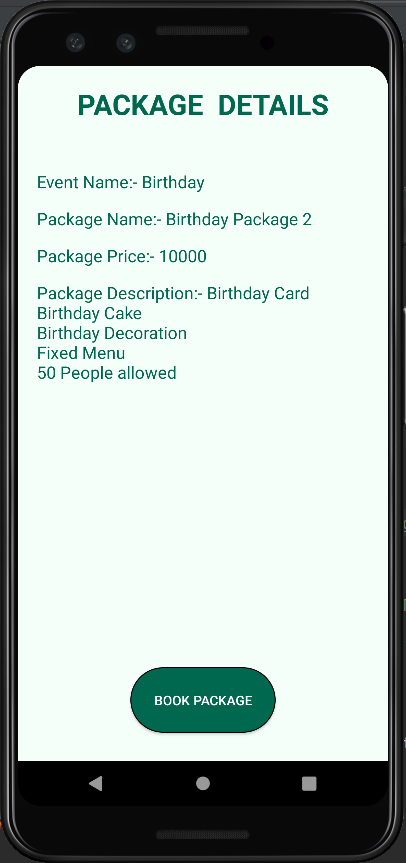 PACKAGE DETAILS
Event Name:- Birthday
Package Name:- Birthday Package 2
Package Price:- 10000
Package Description:- Birthday Card
Birthday Cake
Birthday Decoration
Fixed Menu
50 People allowed
BOOK PACKAGE